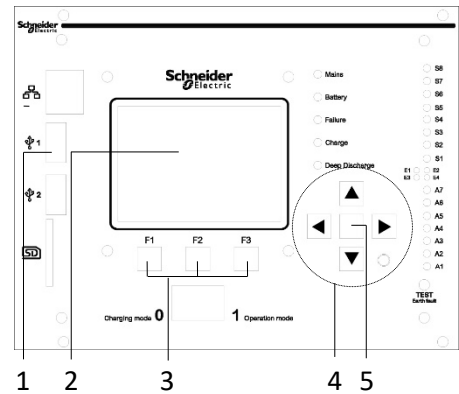 Schneider
Electric
Schneider
Electric
1
2
SD
F1 F2 F3
Charging mode 0 1 Operation mode
Mains
Battery
Failure
Charge
Deep Discharge
S8
S7
S6
S5
S4
S3
S2
S1
E1 E2
E3 E4
A7
A6
A5
A4
A3
A2
A1
TEST
Earth fault
1 2 3 4 5